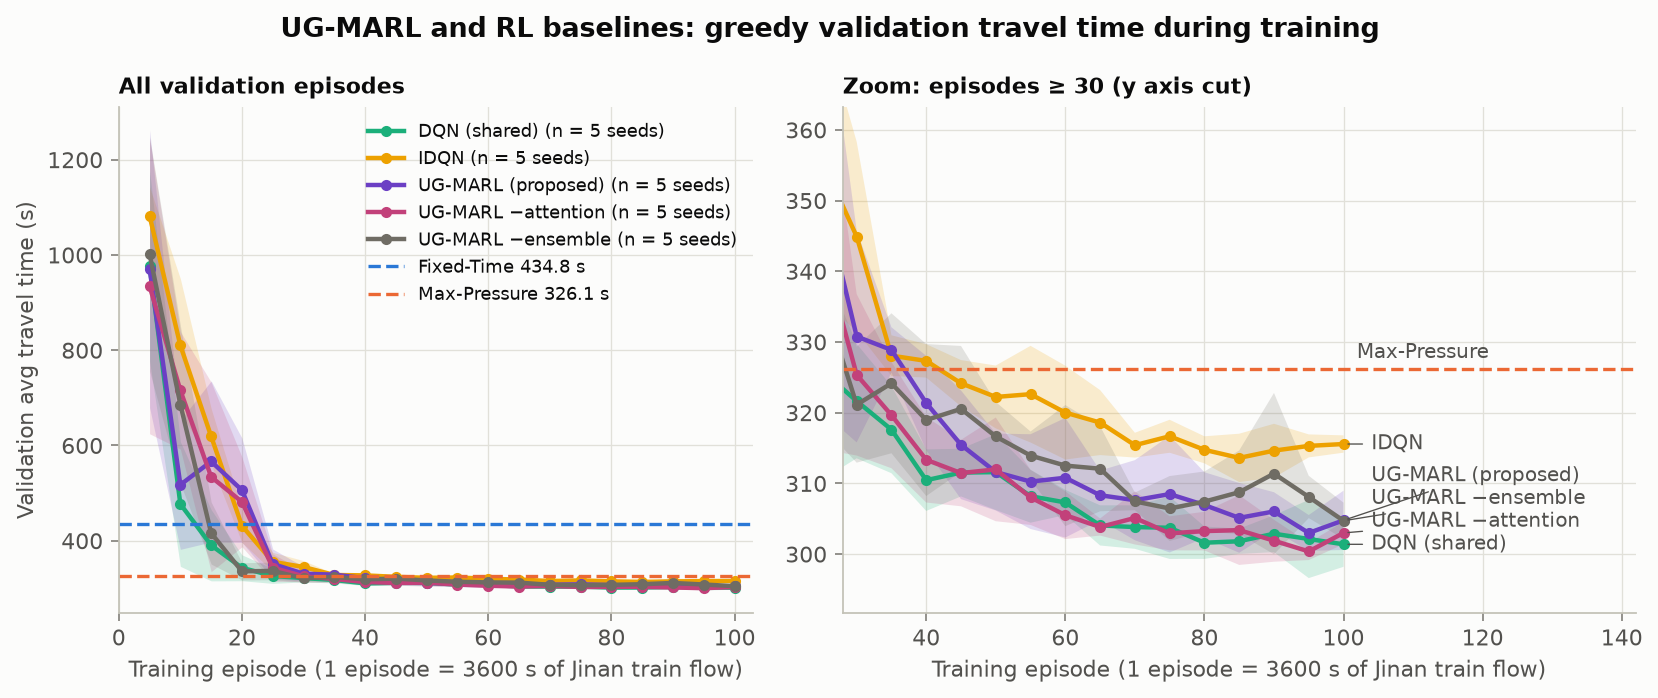 UG-MARL and RL baselines: greedy validation travel time during training
All validation episodes
Validation avg travel time (s)
1200
1000
800
600
400
0
20
40
60
80
100
Training episode (1 episode = 3600 s of Jinan train flow)
DQN (shared) (n = 5 seeds)
IDQN (n = 5 seeds)
UG-MARL (proposed) (n = 5 seeds)
UG-MARL −attention (n = 5 seeds)
UG-MARL −ensemble (n = 5 seeds)
Fixed-Time 434.8 s
Max-Pressure 326.1 s
Zoom: episodes ≥ 30 (y axis cut)
360
350
340
330
320
310
300
Max-Pressure
IDQN
UG-MARL (proposed)
UG-MARL −ensemble
UG-MARL −attention
DQN (shared)
40
60
80
100
120
140
Training episode (1 episode = 3600 s of Jinan train flow)